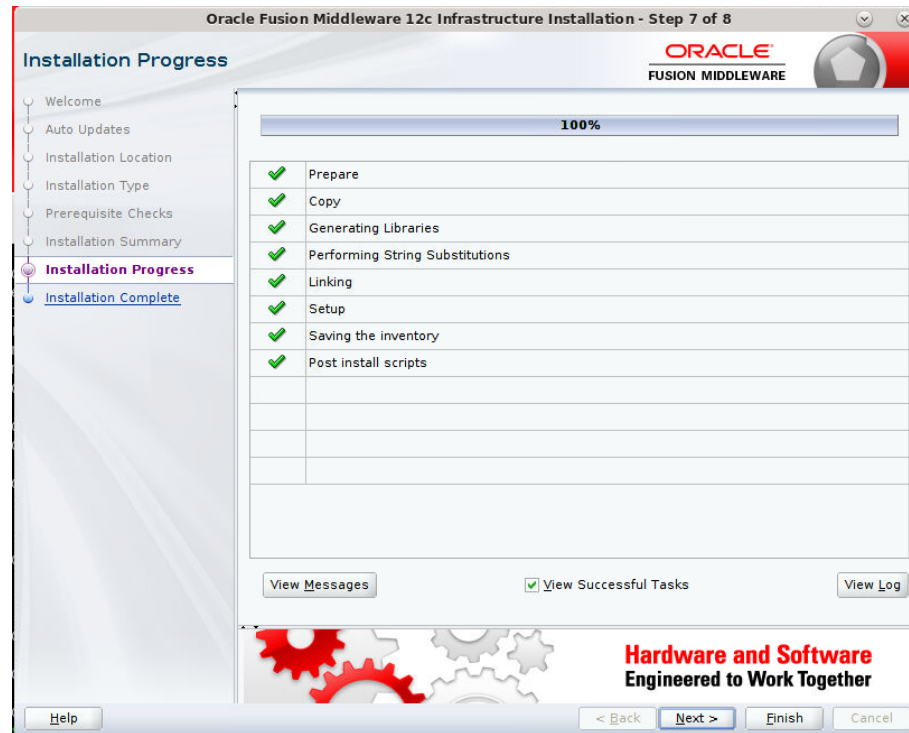 Oracle Fusion Middleware 12c Infrastructure Installation - Step 7 of 8
Installation Progress
ORACLE
FUSION MIDDLEWARE
Welcome
Auto Updates
Installation Location
Installation Type
Prerequisite Checks
Installation Summary
Installation Progress
Installation Complete
100%
Prepare
Copy
Generating Libraries
Performing String Substitutions
Linking
Setup
Saving the inventory
Post install scripts
View Messages
View Successful Tasks
View Log
Hardware and Software
Engineered to Work Together
Help
< Back
Next >
Finish
Cancel